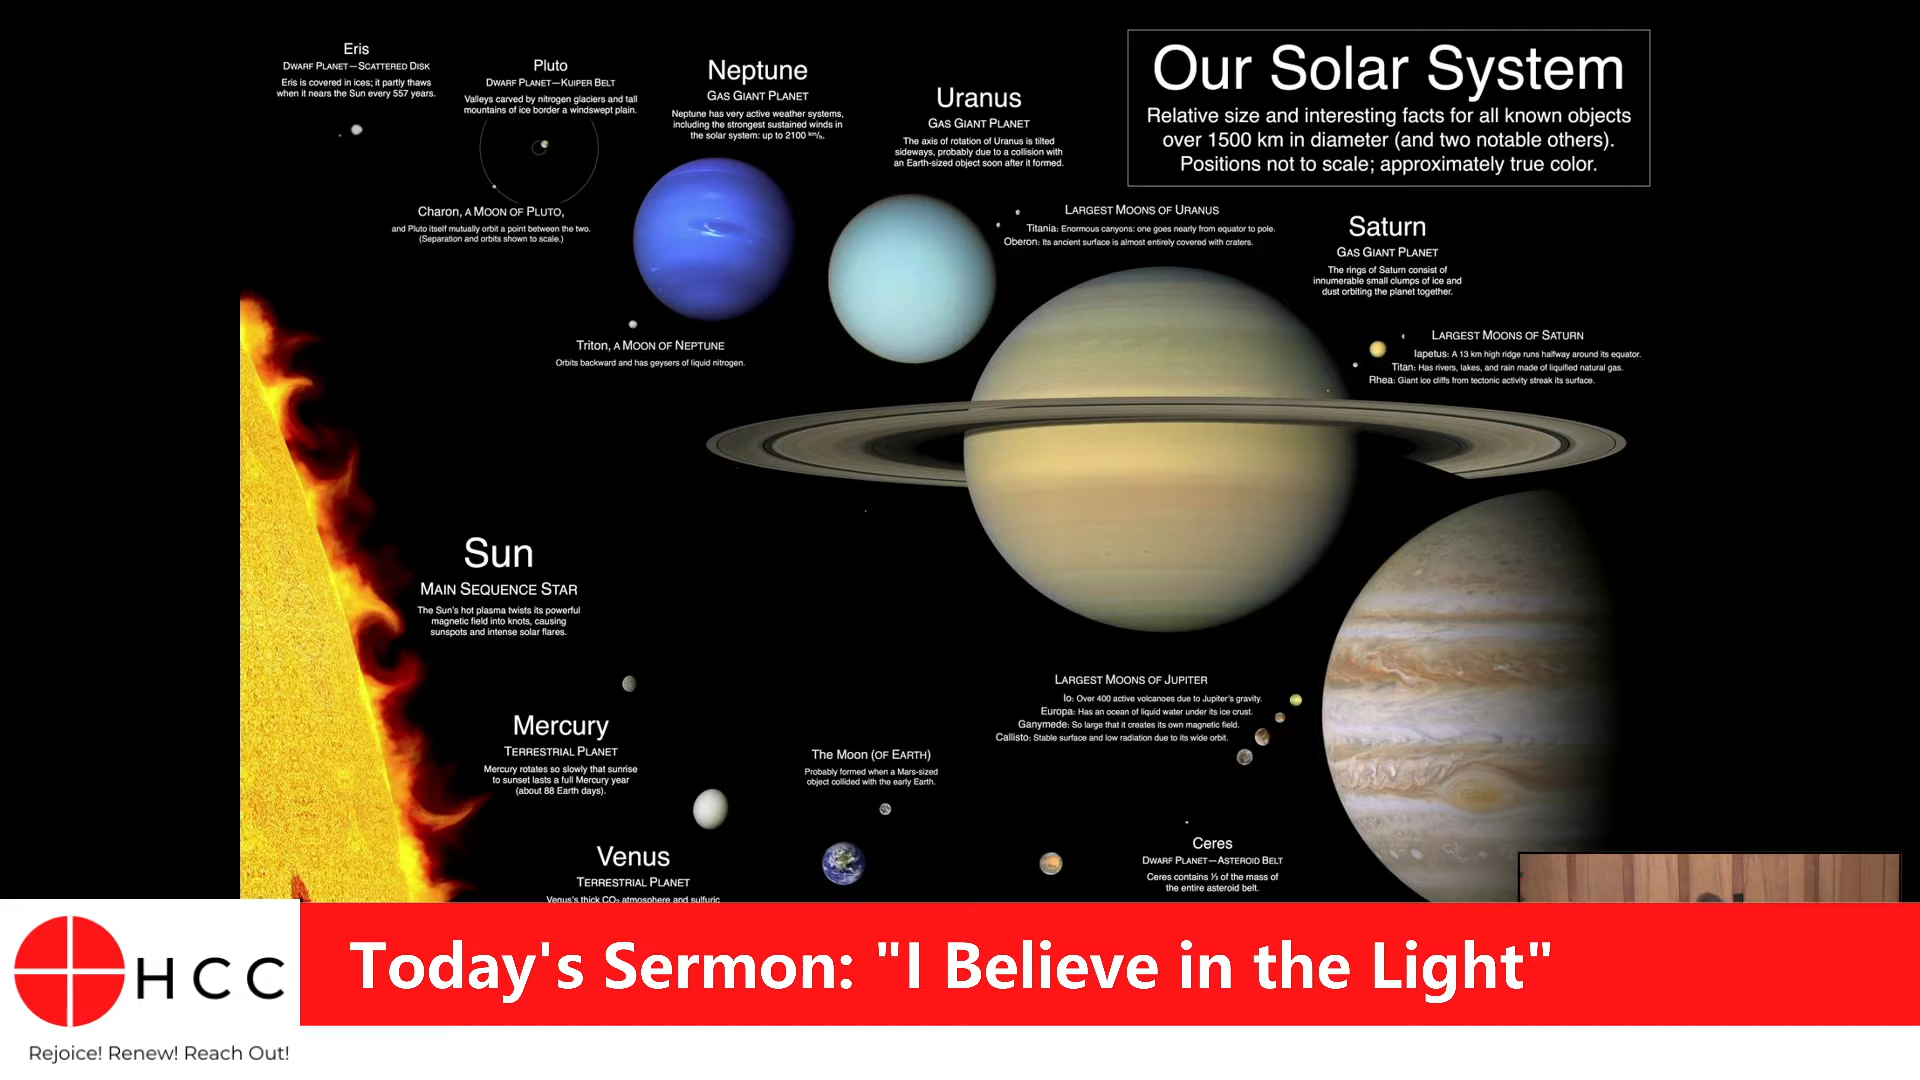 Our Solar System
Relative size and interesting facts for all known objects
over 1500 km in diameter (and two notable others).
Positions not to scale; approximately true color.
Eris
DWARF PLANET—SCATTERED DISK
Eris is covered in ices; it partly thaws
when it nears the Sun every 557 years.
Pluto
DWARF PLANET—KUIPER BELT
Valleys carved by nitrogen glaciers and tall
mountains of ice border a windswept plain.
Charon, A MOON OF PLUTO,
and Pluto itself mutually orbit a point between the two.
(Separation and orbits shown to scale.)
Neptune
GAS GIANT PLANET
Neptune has very active weather systems,
including the strongest sustained winds in
the solar system: up to 2100 km/h.
Triton, A MOON OF NEPTUNE
Orbits backward and has geysers of liquid nitrogen.
Uranus
GAS GIANT PLANET
The axis of rotation of Uranus is tilted
sideways, probably due to a collision with
an Earth-sized object soon after it formed.
LARGEST MOONS OF URANUS
Titania: Enormous canyons: one goes nearly from equator to pole.
Oberon: Its ancient surface is almost entirely covered with craters.
Saturn
GAS GIANT PLANET
The rings of Saturn consist of
innumerable small clumps of ice and
dust orbiting the planet together.
LARGEST MOONS OF SATURN
Iapetus: A 13 km high ridge runs halfway around its equator.
Titan: Has rivers, lakes, and rain made of liquified natural gas.
Rhea: Giant ice cliffs from tectonic activity streak its surface.
Sun
MAIN SEQUENCE STAR
The Sun's hot plasma twists its powerful
magnetic field into knots, causing
sunspots and intense solar flares.
LARGEST MOONS OF JUPITER
Io: Over 400 active volcanoes due to Jupiter's gravity.
Europa: Has an ocean of liquid water under its ice crust.
Ganymede: So large that it creates its own magnetic field.
Callisto: Stable surface and low radiation due to its wide orbit.
Mercury
TERRESTRIAL PLANET
Mercury rotates so slowly that sunrise
to sunset lasts a full Mercury year
(about 88 Earth days).
The Moon (OF EARTH)
Probably formed when a Mars-sized
object collided with the early Earth.
Venus
TERRESTRIAL PLANET
Venus's thick CO₂ atmosphere and sulfuric
Ceres
DWARF PLANET—ASTEROID BELT
Ceres contains ⅓ of the mass of
the entire asteroid belt.
HCC
Today's Sermon: "I Believe in the Light"
Rejoice! Renew! Reach Out!